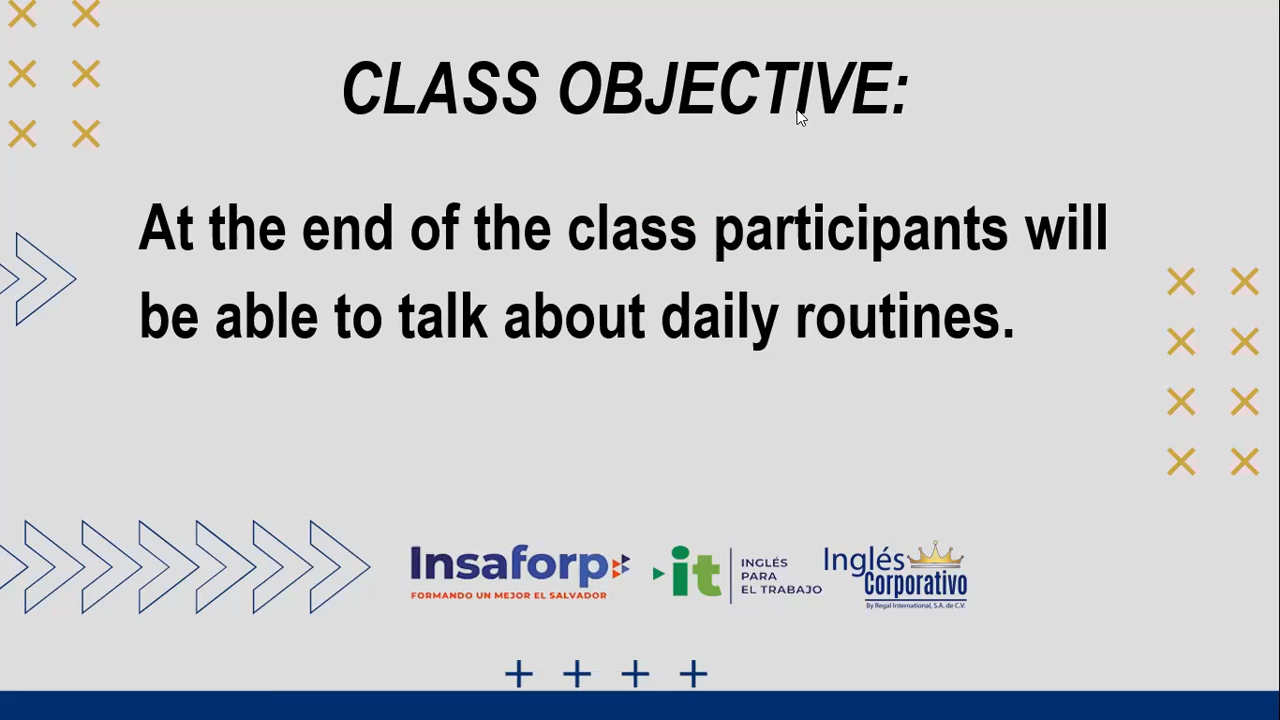 CLASS OBJECTIVE:
At the end of the class participants will
be able to talk about daily routines.
Insaforp
FORMANDO UN MEJOR EL SALVADOR
it
INGLÉS
PARA
EL TRABAJO
Inglés
Corporativo
By Regal International, S.A. de C.V.